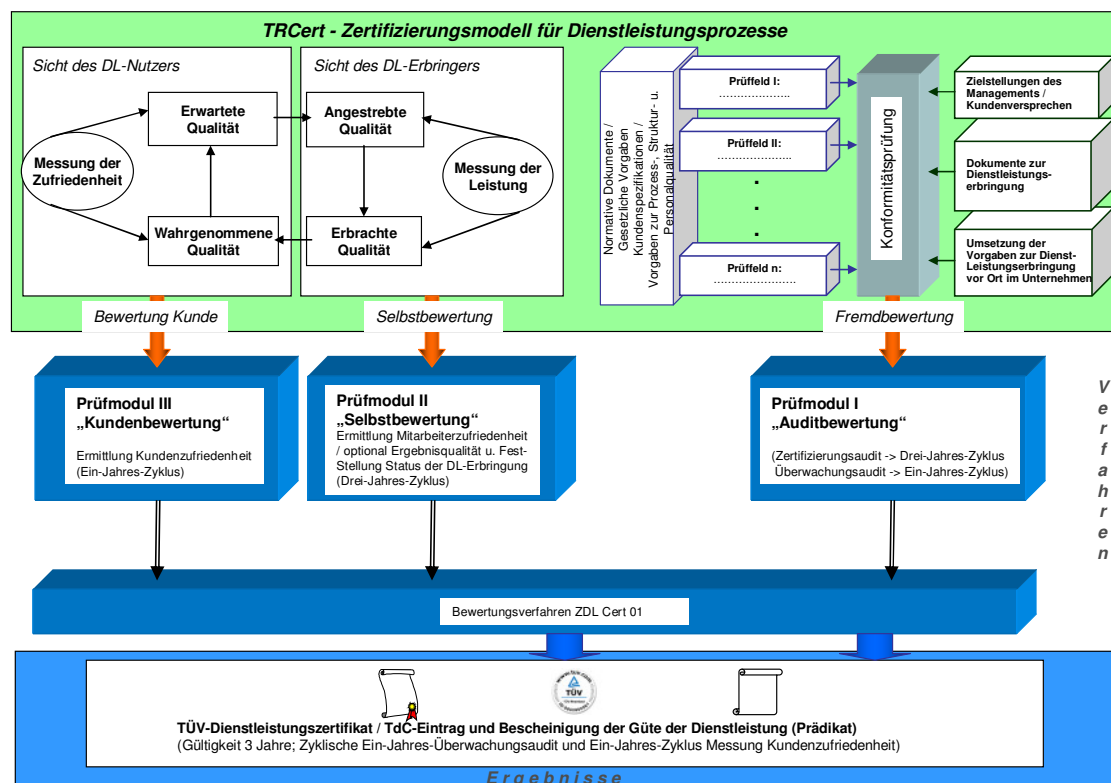 TRCert - Zertifizierungsmodell für Dienstleistungsprozesse
Sicht des DL-Nutzers
Erwartete
Qualität
Messung der
Zufriedenheit
Wahrgenommene
Qualität
Sicht des DL-Erbringers
Angestrebte
Qualität
Messung der
Leistung
Erbrachte
Qualität
Normative Dokumente /
Gesetzliche Vorgaben
Kundenspezifikationen /
Vorgaben zur Prozess-, Struktur- u.
Personalqualität
Prüffeld I:
…………………..
Prüffeld II:
…………………..
Prüffeld n:
…………………….
Konformitätsprüfung
Zielstellungen des
Managements /
Kundenversprechen
Dokumente zur
Dienstleistungs-
erbringung
Umsetzung der
Vorgaben zur Dienst-
Leistungserbringung
vor Ort im Unternehmen
Bewertung Kunde
Selbstbewertung
Fremdbewertung
Prüfmodul III
„Kundenbewertung“
Ermittlung Kundenzufriedenheit
(Ein-Jahres-Zyklus)
Prüfmodul II
„Selbstbewertung“
Ermittlung Mitarbeiterzufriedenheit
/ optional Ergebnisqualität u. Fest-
Stellung Status der DL-Erbringung
(Drei-Jahres-Zyklus)
Prüfmodul I
„Auditbewertung“
(Zertifizierungsaudit -> Drei-Jahres-Zyklus
Überwachungsaudit -> Ein-Jahres-Zyklus)
Verfahren
Bewertungsverfahren ZDL Cert 01
www.tuv.com
TÜV
TÜV-Dienstleistungszertifikat / TdC-Eintrag und Bescheinigung der Güte der Dienstleistung (Prädikat)
(Gültigkeit 3 Jahre; Zyklische Ein-Jahres-Überwachungsaudit und Ein-Jahres-Zyklus Messung Kundenzufriedenheit)
Ergebnisse